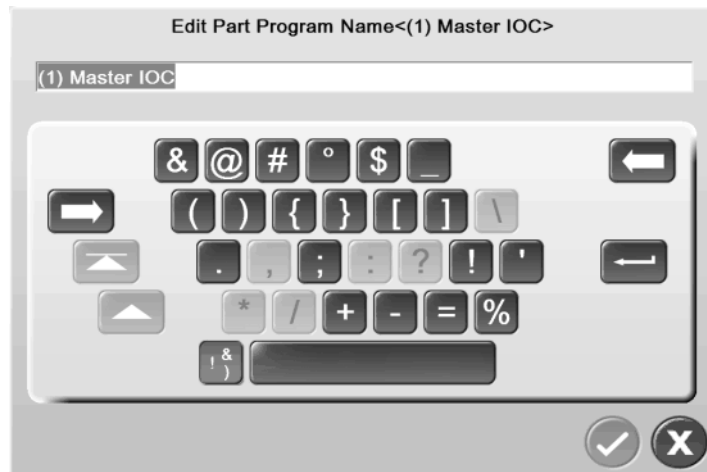 Edit Part Program Name<(1) Master IOC>
(1) Master IOC
& @ # ° $ _
( ) { } [ ] \
. , ; : ? ! '
* / + - = %
! & )